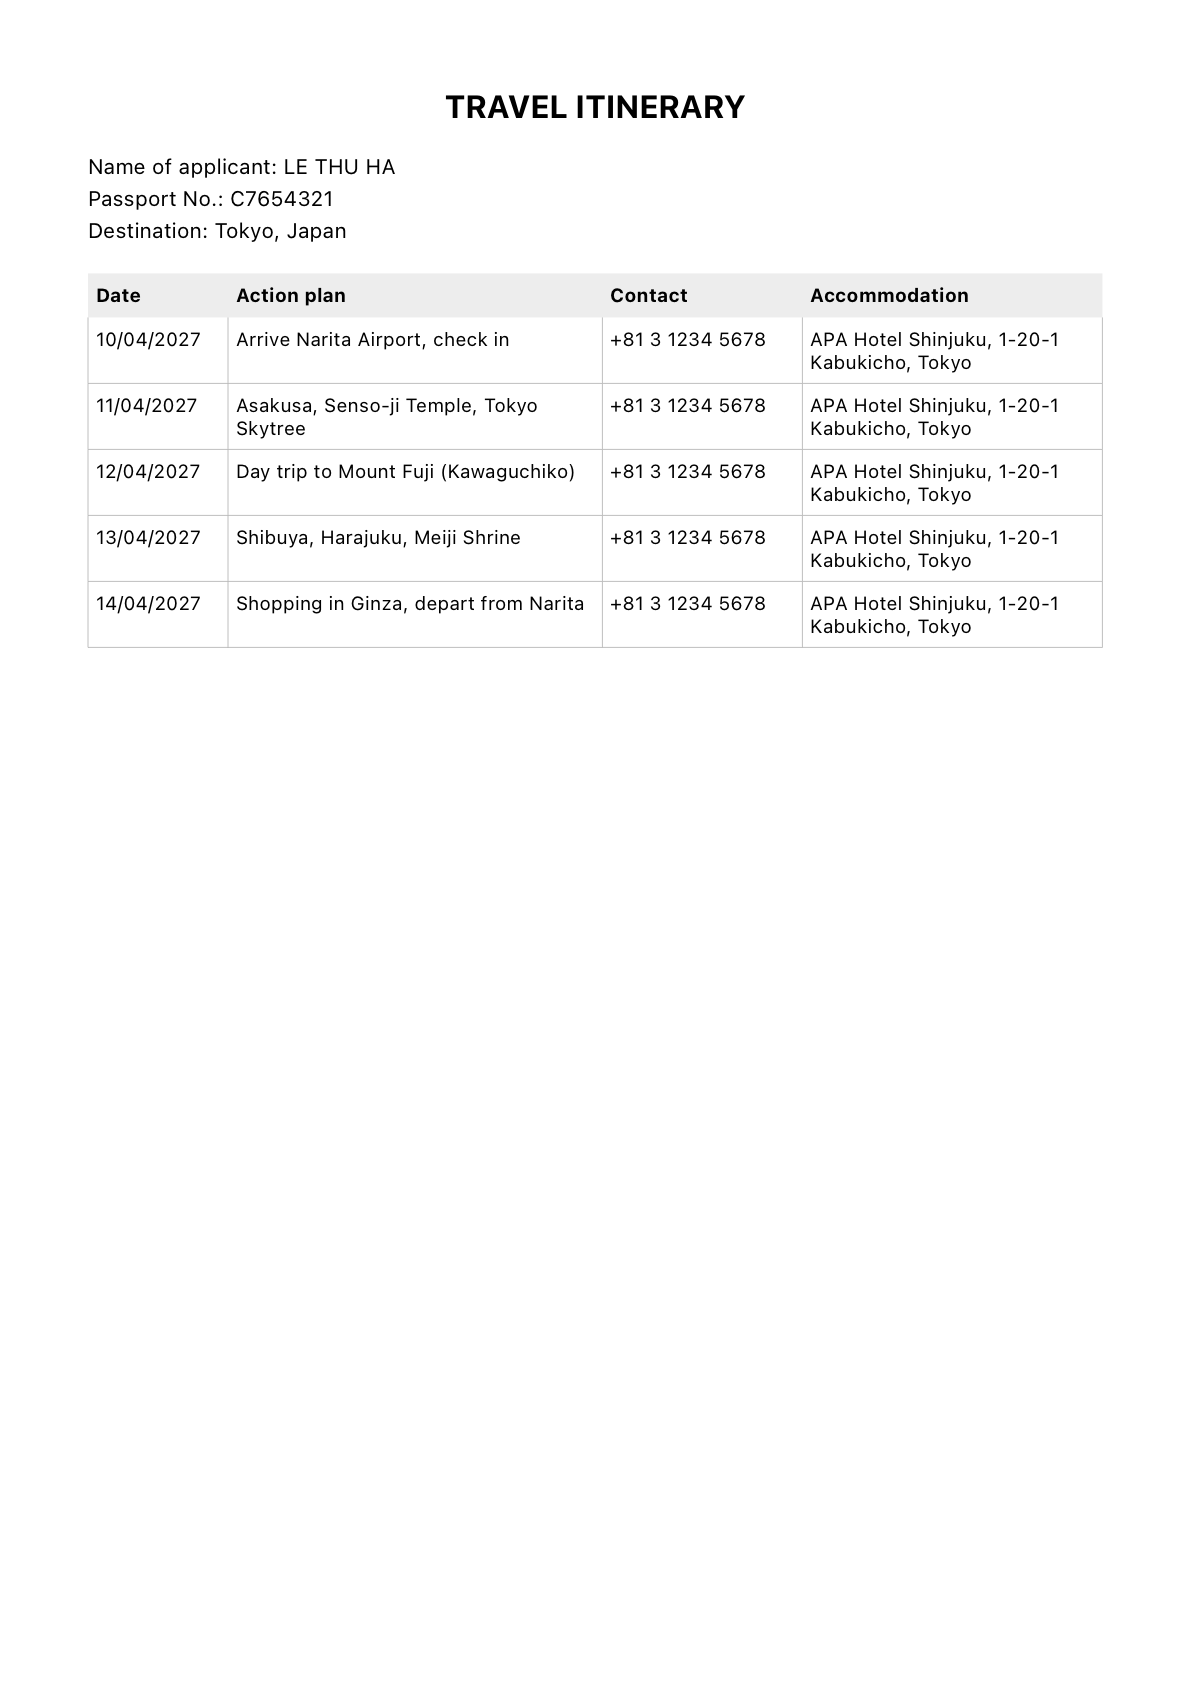 TRAVEL ITINERARY
Name of applicant: LE THU HA
Passport No.: C7654321
Destination: Tokyo, Japan
Date Action plan Contact Accommodation
10/04/2027 Arrive Narita Airport, check in +81 3 1234 5678 APA Hotel Shinjuku, 1-20-1
Kabukicho, Tokyo
11/04/2027 Asakusa, Senso-ji Temple, Tokyo +81 3 1234 5678 APA Hotel Shinjuku, 1-20-1
Skytree Kabukicho, Tokyo
12/04/2027 Day trip to Mount Fuji (Kawaguchiko) +81 3 1234 5678 APA Hotel Shinjuku, 1-20-1
Kabukicho, Tokyo
13/04/2027 Shibuya, Harajuku, Meiji Shrine +81 3 1234 5678 APA Hotel Shinjuku, 1-20-1
Kabukicho, Tokyo
14/04/2027 Shopping in Ginza, depart from Narita +81 3 1234 5678 APA Hotel Shinjuku, 1-20-1
Kabukicho, Tokyo